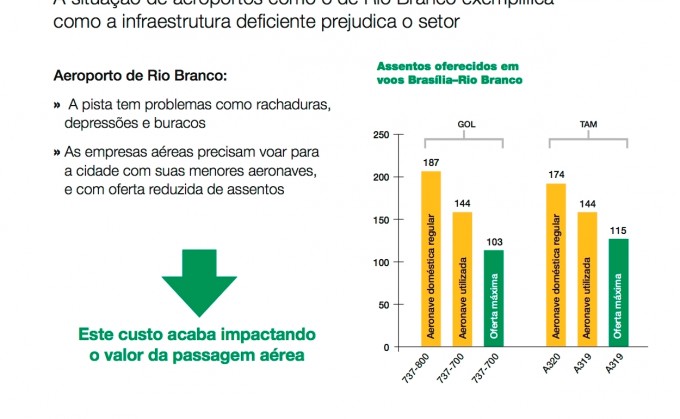 A situação de aeroportos como o de Rio Branco exemplifica
como a infraestrutura deficiente prejudica o setor
Aeroporto de Rio Branco:
» A pista tem problemas como rachaduras,
depressões e buracos
» As empresas aéreas precisam voar para
a cidade com suas menores aeronaves,
e com oferta reduzida de assentos
Este custo acaba impactando
o valor da passagem aérea
Assentos oferecidos em
voos Brasília–Rio Branco
GOL
TAM
250
200
150
100
50
0
187
144
103
174
144
115
Aeronave doméstica regular
Aeronave utilizada
Oferta máxima
Aeronave doméstica regular
Aeronave utilizada
Oferta máxima
737-800
737-700
737-700
A320
A319
A319